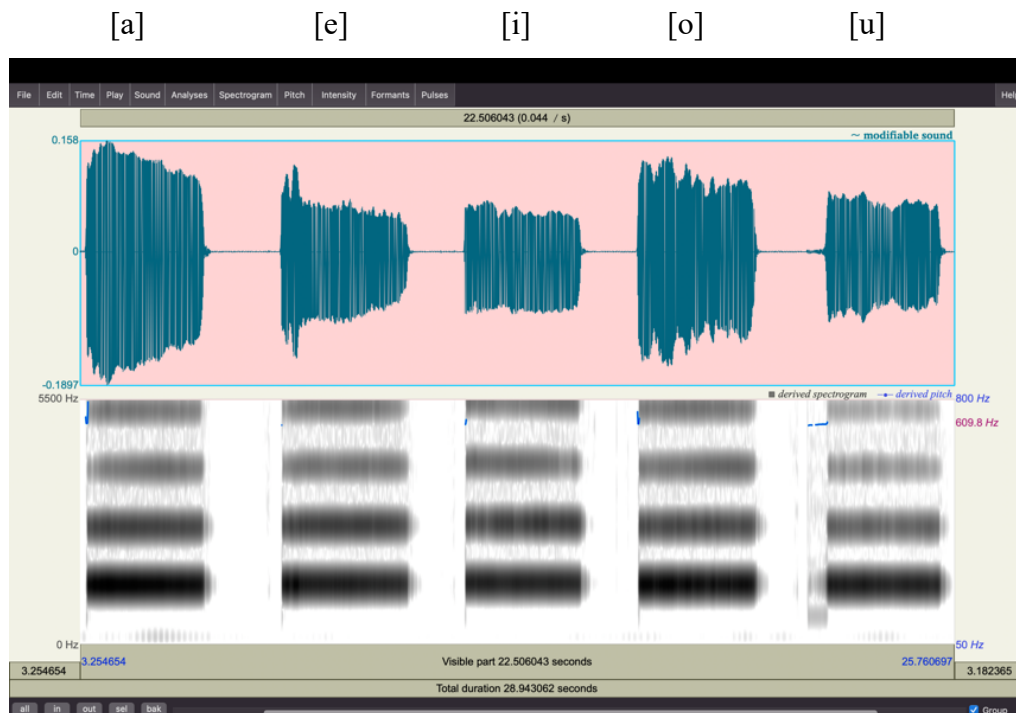 [a] [e] [i] [o] [u]
File Edit Time Play Sound Analyses Spectrogram Pitch Intensity Formants Pulses Help
22.506043 (0.044 / s)
0.158
~ modifiable sound
0
-0.1897
5500 Hz
derived spectrogram
derived pitch
800 Hz
609.8 Hz
0 Hz
50 Hz
3.254654
Visible part 22.506043 seconds
25.760697
3.254654
3.182365
Total duration 28.943062 seconds
all in out sel bak
Group